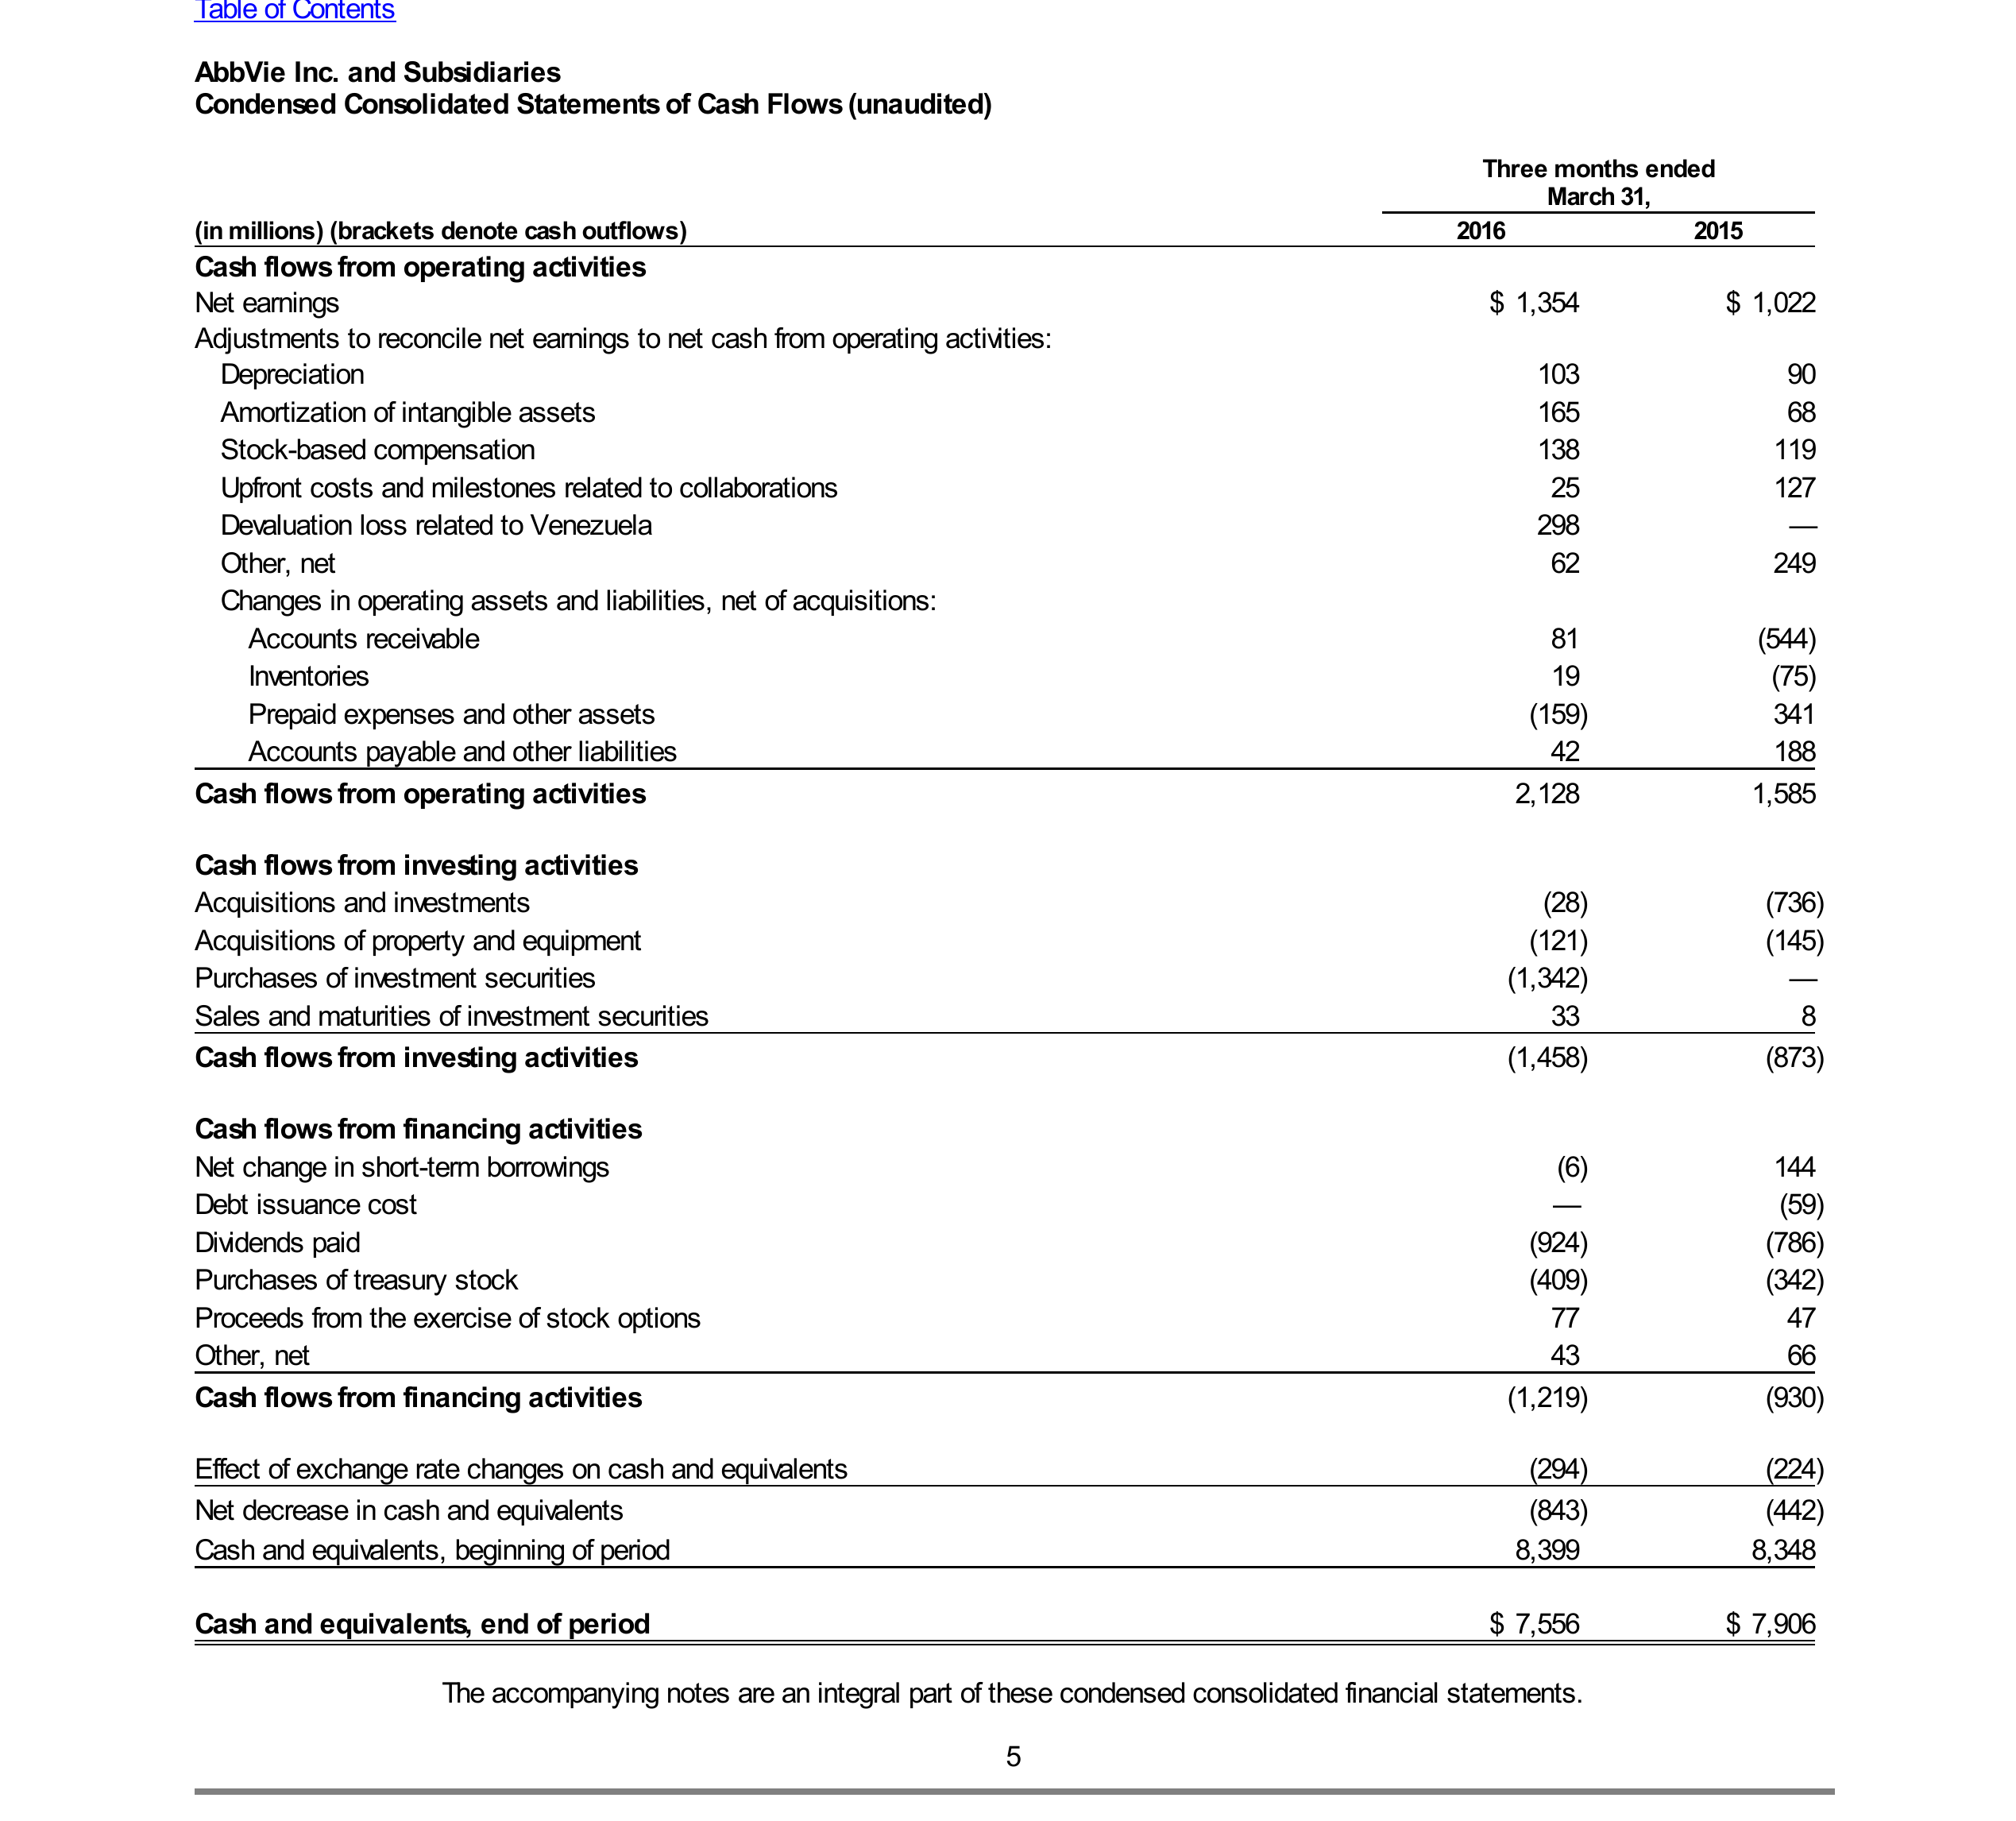 Table of Contents
AbbVie Inc. and Subsidiaries
Condensed Consolidated Statements of Cash Flows (unaudited)
Three months ended
March 31,
(in millions) (brackets denote cash outflows) 2016 2015
Cash flows from operating activities
Net earnings $ 1,354 $ 1,022
Adjustments to reconcile net earnings to net cash from operating activities:
Depreciation 103 90
Amortization of intangible assets 165 68
Stock-based compensation 138 119
Upfront costs and milestones related to collaborations 25 127
Devaluation loss related to Venezuela 298 —
Other, net 62 249
Changes in operating assets and liabilities, net of acquisitions:
Accounts receivable 81 (544)
Inventories 19 (75)
Prepaid expenses and other assets (159) 341
Accounts payable and other liabilities 42 188
Cash flows from operating activities 2,128 1,585
Cash flows from investing activities
Acquisitions and investments (28) (736)
Acquisitions of property and equipment (121) (145)
Purchases of investment securities (1,342) —
Sales and maturities of investment securities 33 8
Cash flows from investing activities (1,458) (873)
Cash flows from financing activities
Net change in short-term borrowings (6) 144
Debt issuance cost — (59)
Dividends paid (924) (786)
Purchases of treasury stock (409) (342)
Proceeds from the exercise of stock options 77 47
Other, net 43 66
Cash flows from financing activities (1,219) (930)
Effect of exchange rate changes on cash and equivalents (294) (224)
Net decrease in cash and equivalents (843) (442)
Cash and equivalents, beginning of period 8,399 8,348
Cash and equivalents, end of period $ 7,556 $ 7,906
The accompanying notes are an integral part of these condensed consolidated financial statements.
5